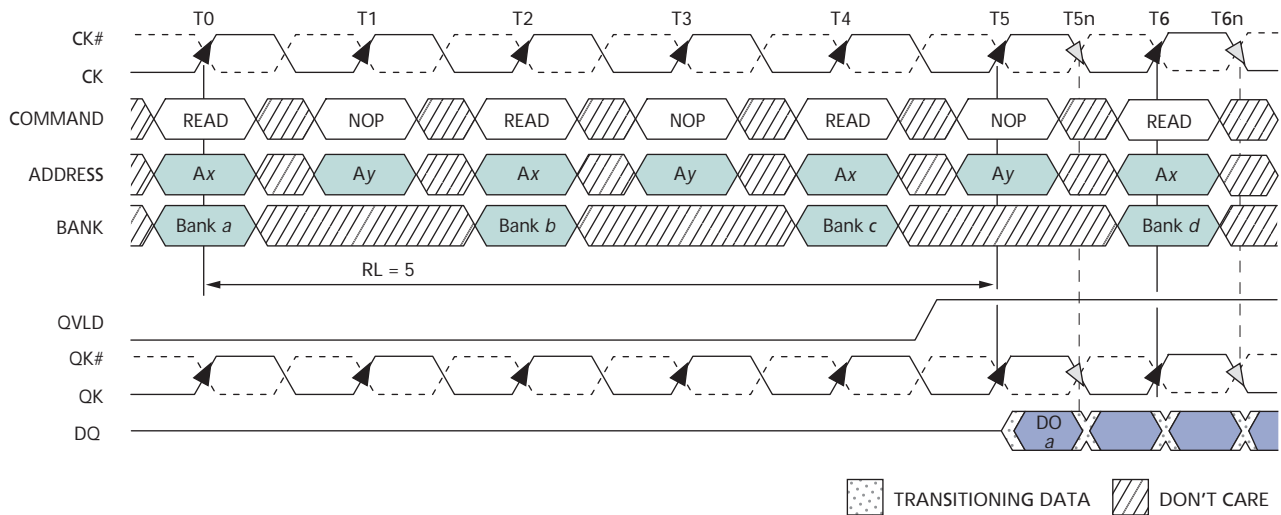 T0 T1 T2 T3 T4 T5 T5n T6 T6n
CK#
CK
COMMAND READ NOP READ NOP READ NOP READ
ADDRESS Ax Ay Ax Ay Ax Ay Ax
BANK Bank a Bank b Bank c Bank d
RL = 5
QVLD
QK#
QK
DQ DO
a
TRANSITIONING DATA DON'T CARE